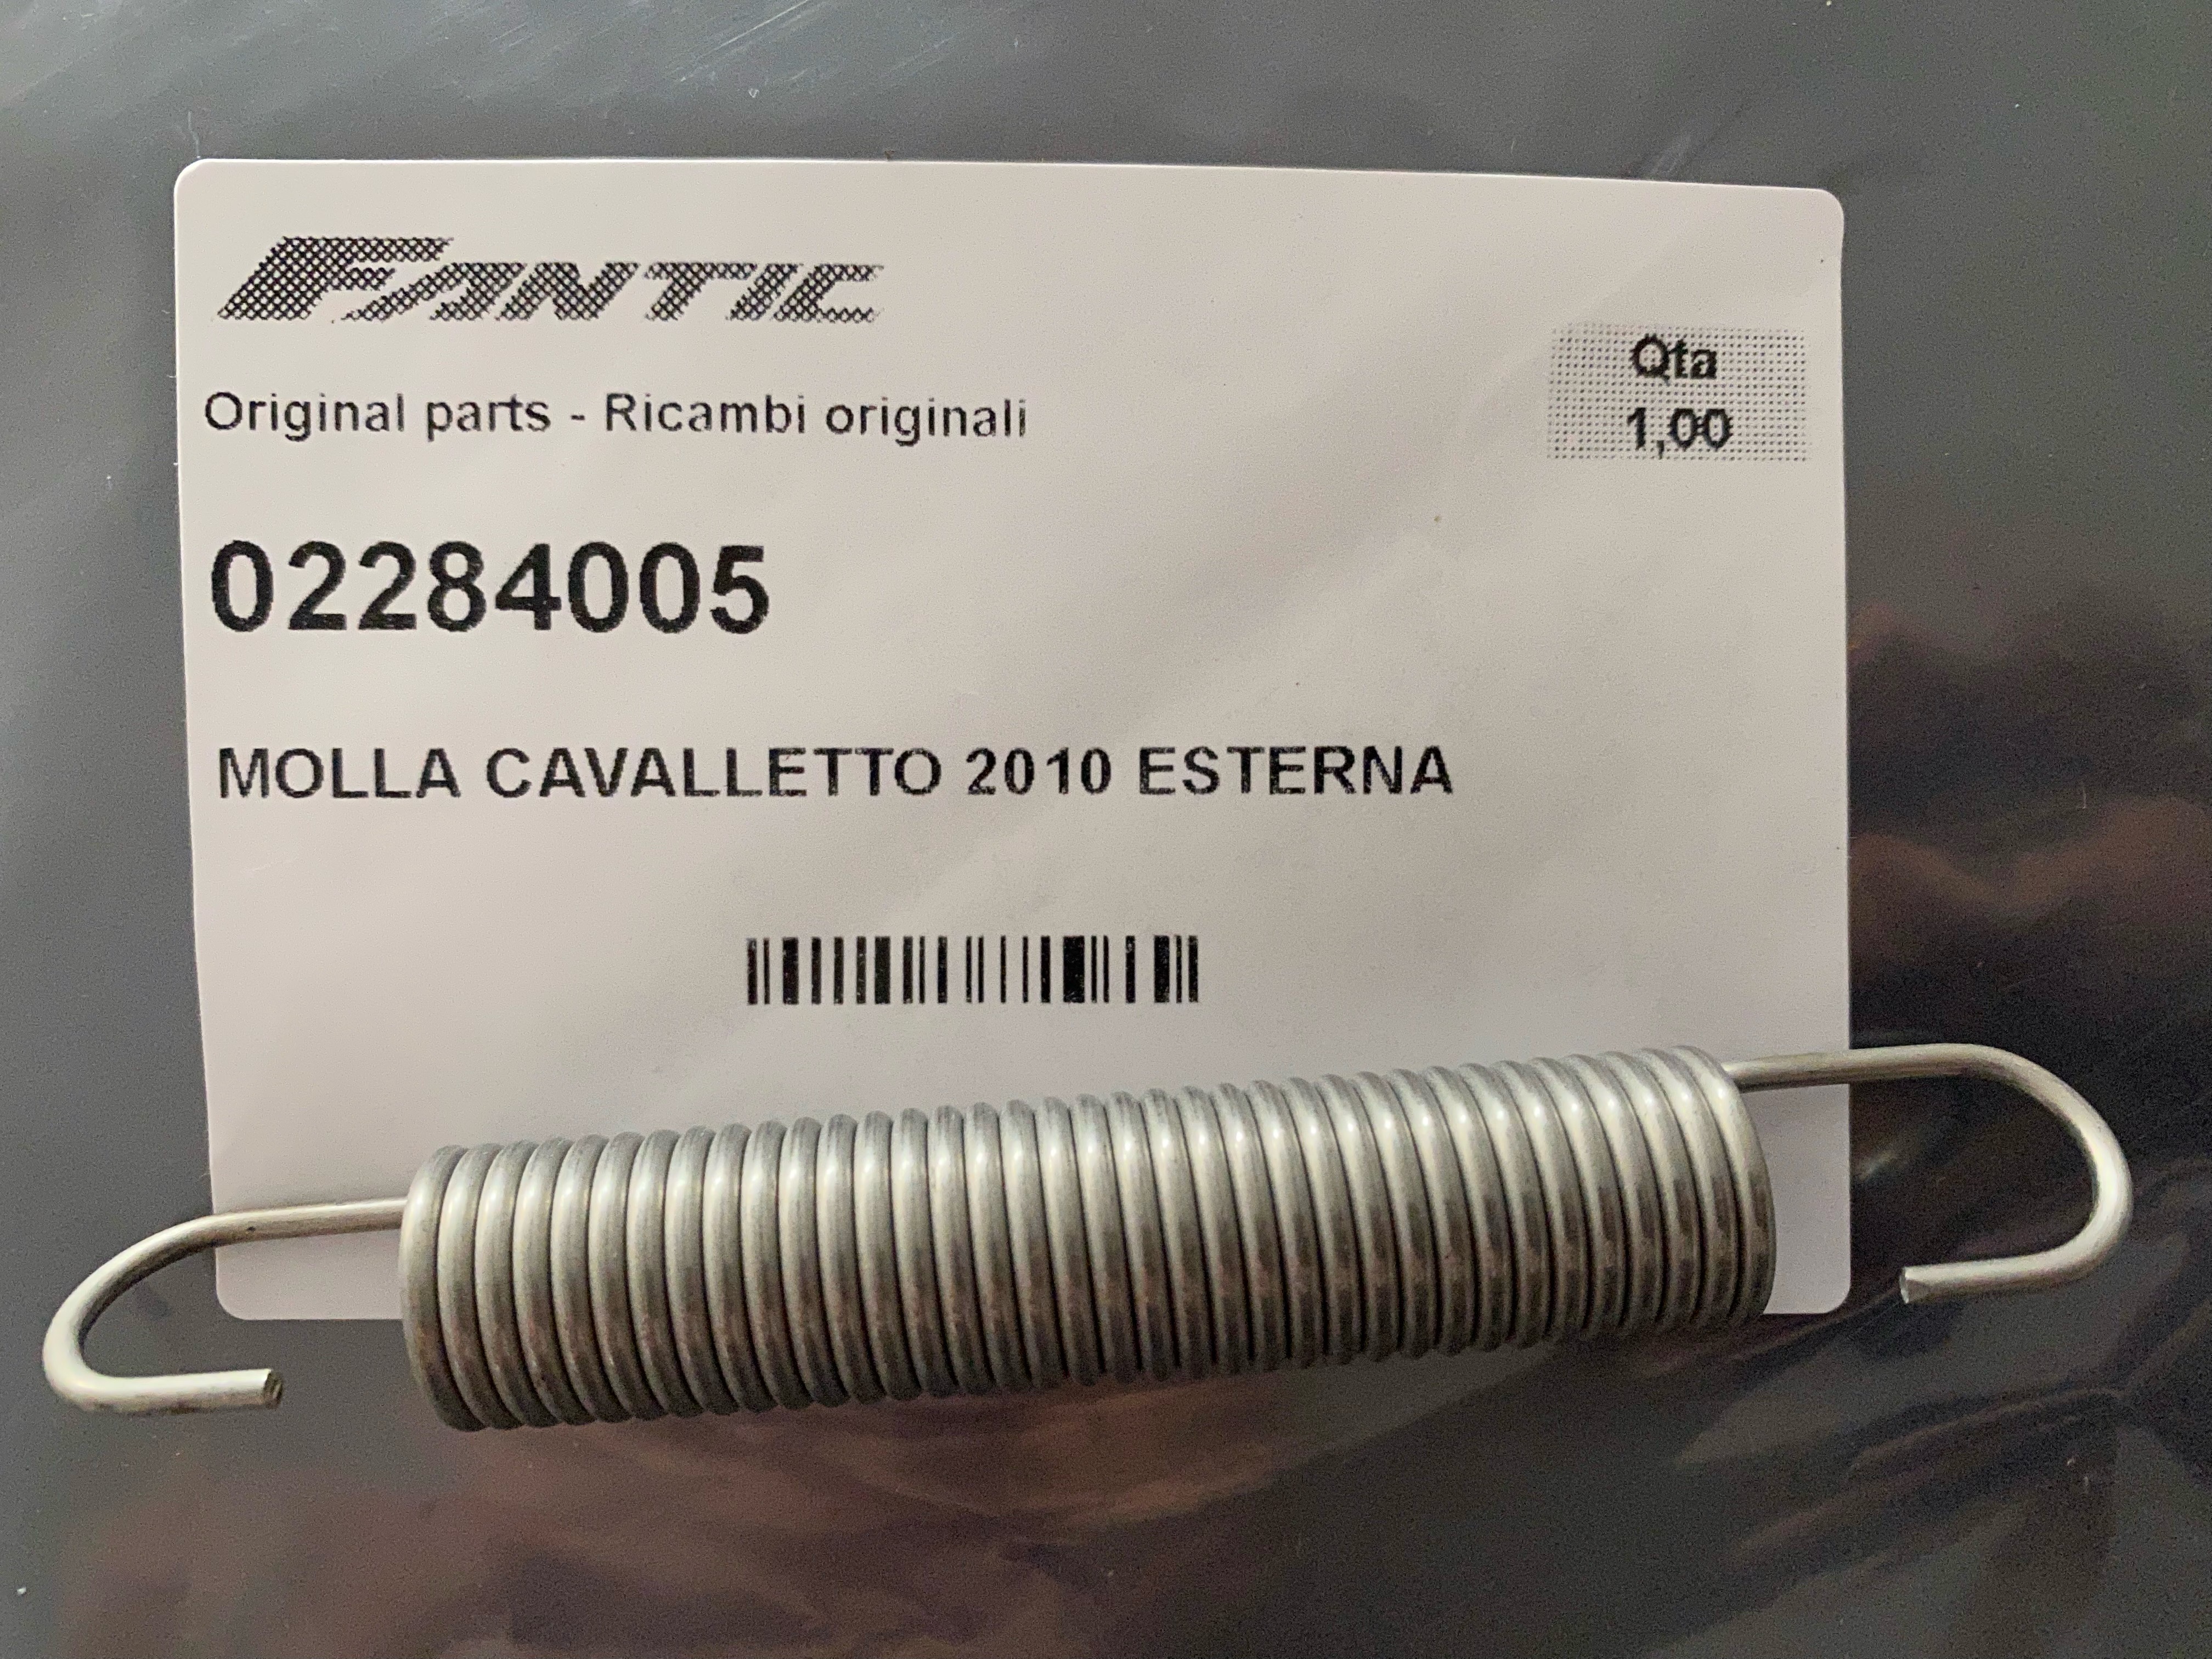 FANTIC
Original parts - Ricambi originali
Qta
1,00
02284005
MOLLA CAVALLETTO 2010 ESTERNA